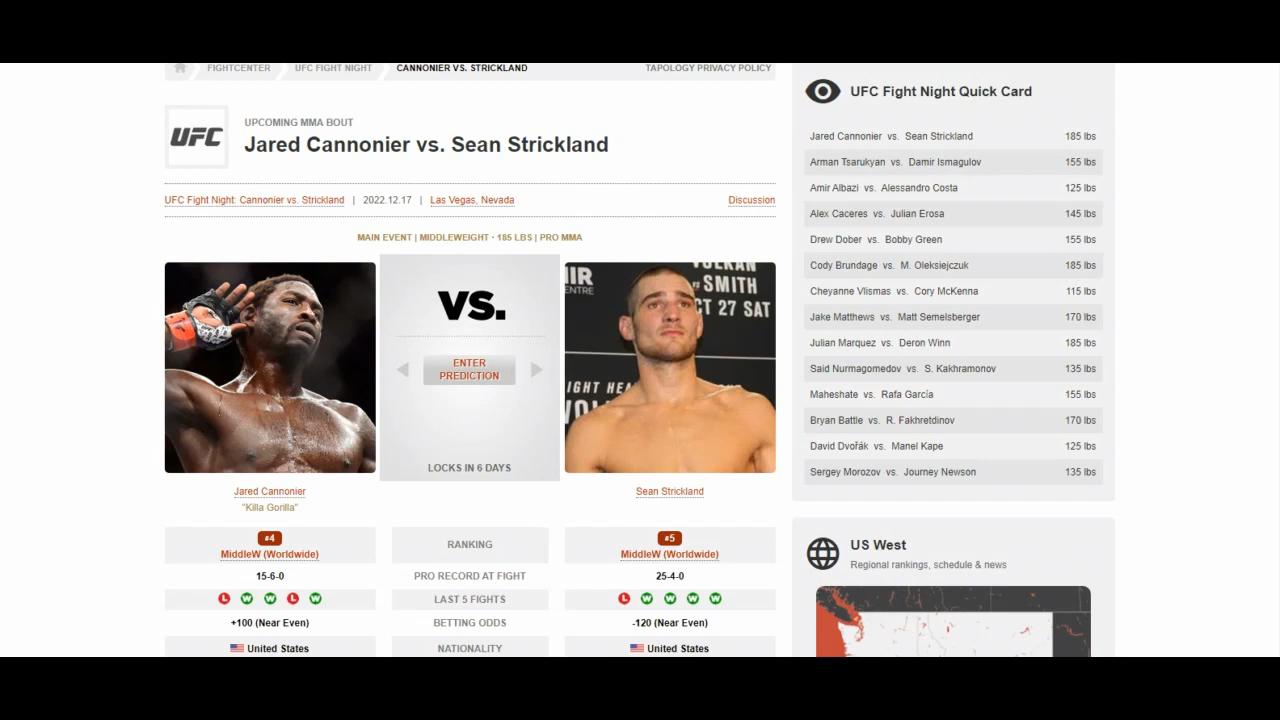 FIGHTCENTER UFC FIGHT NIGHT CANNONIER VS. STRICKLAND TAPOLOGY PRIVACY POLICY
UFC
UPCOMING MMA BOUT
Jared Cannonier vs. Sean Strickland
UFC Fight Night: Cannonier vs. Strickland | 2022.12.17 | Las Vegas, Nevada Discussion
MAIN EVENT | MIDDLEWEIGHT · 185 LBS | PRO MMA
VS.
ENTER
PREDICTION
LOCKS IN 6 DAYS
VOLKAN
vs SMITH
CT 27 SAT
ENTRE
IGHT HEA
Jared Cannonier Sean Strickland
"Killa Gorilla"
#4 RANKING #5
MiddleW (Worldwide) MiddleW (Worldwide)
15-6-0 PRO RECORD AT FIGHT 25-4-0
L W W L W LAST 5 FIGHTS L W W W W
+100 (Near Even) BETTING ODDS -120 (Near Even)
United States NATIONALITY United States
UFC Fight Night Quick Card
Jared Cannonier vs. Sean Strickland 185 lbs
Arman Tsarukyan vs. Damir Ismagulov 155 lbs
Amir Albazi vs. Alessandro Costa 125 lbs
Alex Caceres vs. Julian Erosa 145 lbs
Drew Dober vs. Bobby Green 155 lbs
Cody Brundage vs. M. Oleksiejczuk 185 lbs
Cheyanne Vlismas vs. Cory McKenna 115 lbs
Jake Matthews vs. Matt Semelsberger 170 lbs
Julian Marquez vs. Deron Winn 185 lbs
Said Nurmagomedov vs. S. Kakhramonov 135 lbs
Maheshate vs. Rafa García 155 lbs
Bryan Battle vs. R. Fakhretdinov 170 lbs
David Dvořák vs. Manel Kape 125 lbs
Sergey Morozov vs. Journey Newson 135 lbs
US West
Regional rankings, schedule & news